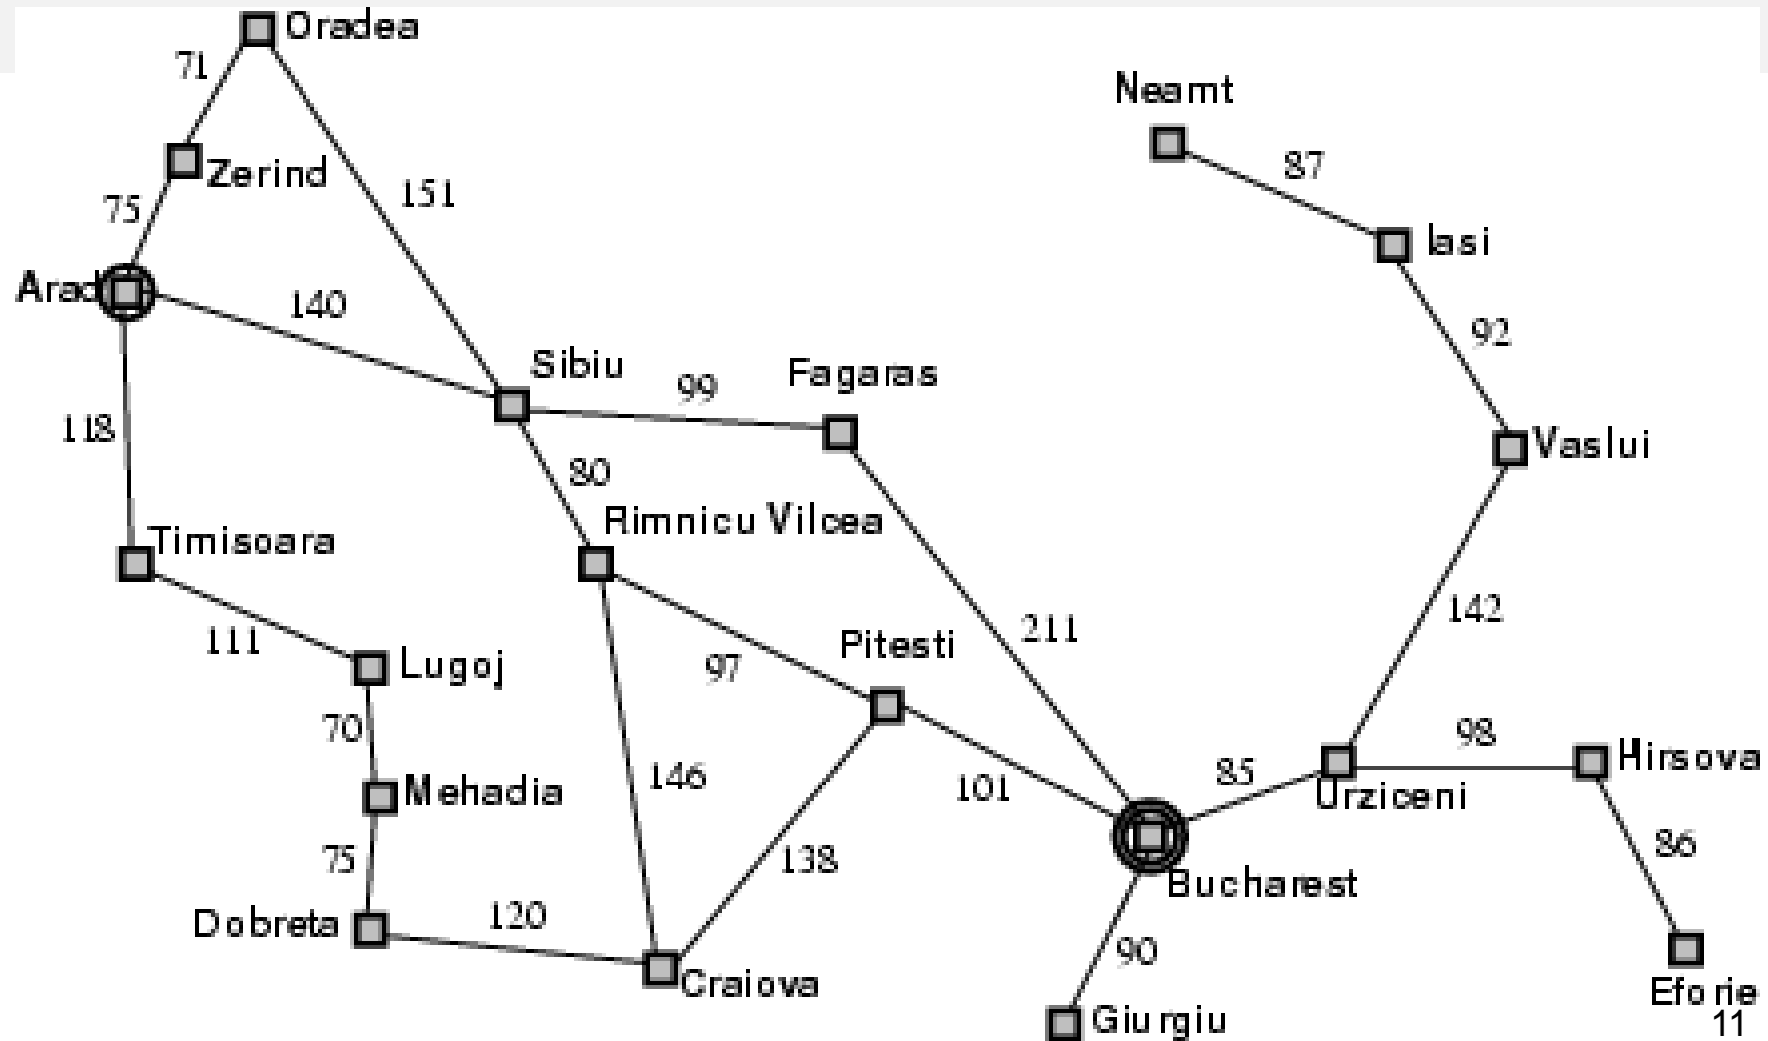 Oradea
71
Neamt
87
Zerind
151
75
Iasi
Arad
140
92
Sibiu
Fagaras
99
118
Vaslui
80
Rimnicu Vilcea
Timisoara
142
211
111
Pitesti
97
Lugoj
70
98
Hirsova
146
85
101
Mehadia
Urziceni
86
75
138
Bucharest
Dobreta
120
90
Craiova
Eforie
Giurgiu
11